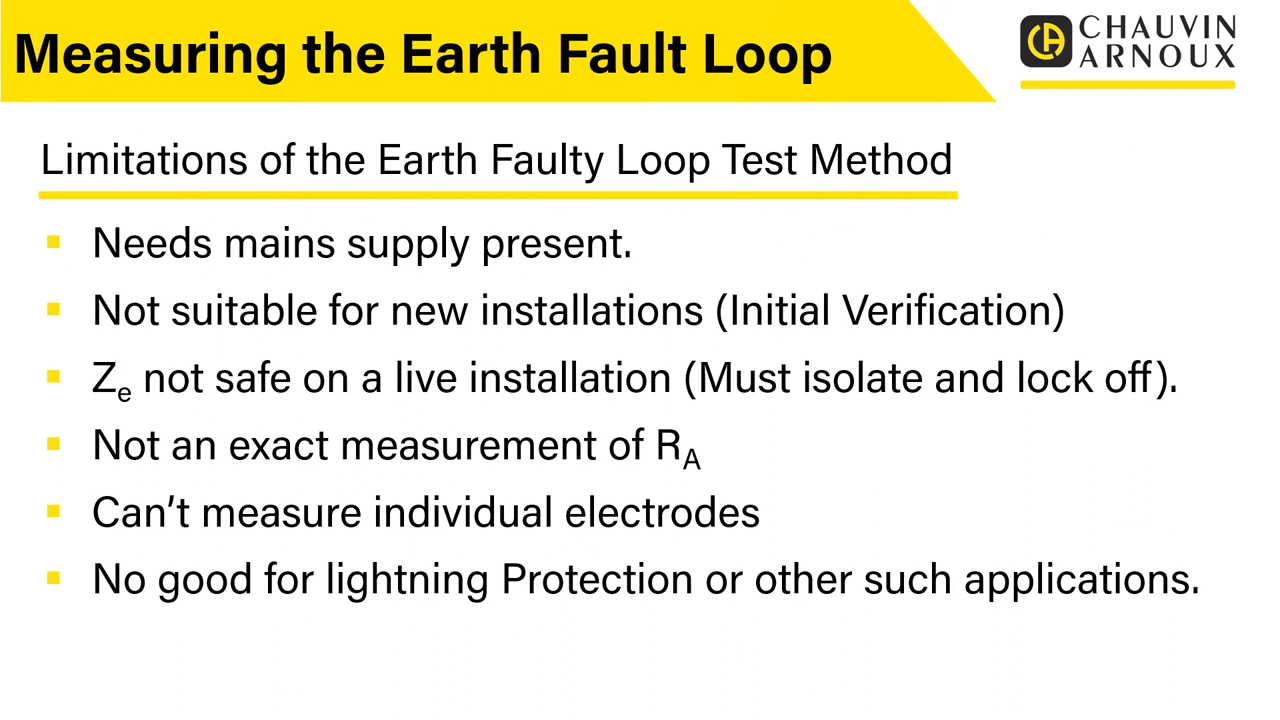 Measuring the Earth Fault Loop
CHAUVIN
ARNOUX
Limitations of the Earth Faulty Loop Test Method
▪ Needs mains supply present.
▪ Not suitable for new installations (Initial Verification)
▪ Ze not safe on a live installation (Must isolate and lock off).
▪ Not an exact measurement of RA
▪ Can't measure individual electrodes
▪ No good for lightning Protection or other such applications.